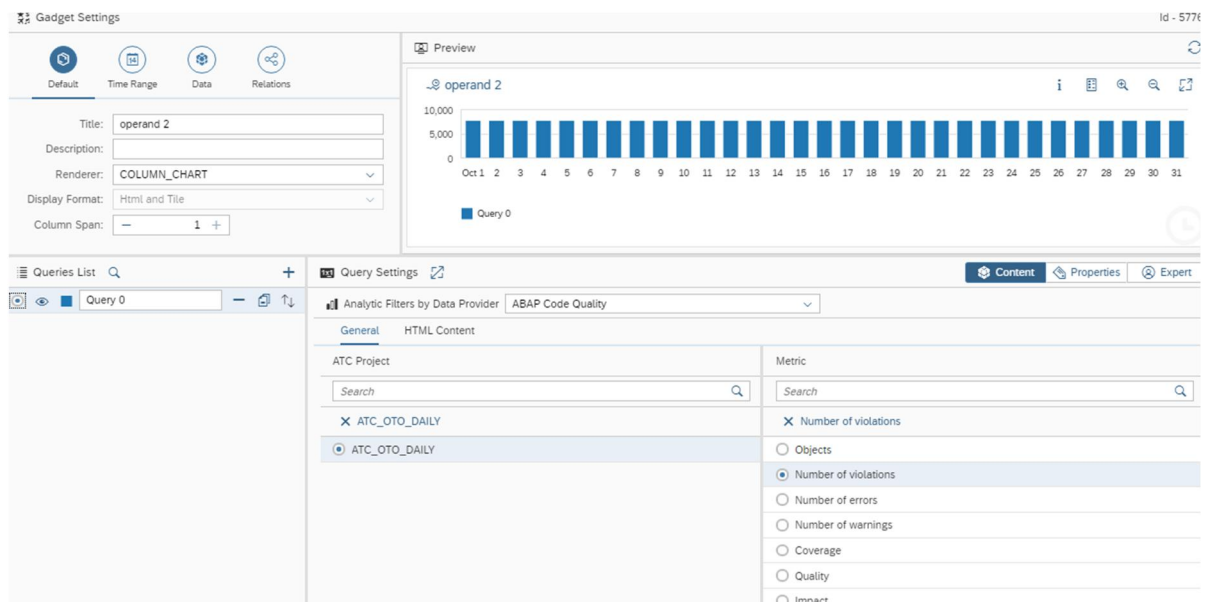 Gadget Settings
Id - 5776
Default
Time Range
Data
Relations
Title: operand 2
Description:
Renderer: COLUMN_CHART
Display Format: Html and Tile
Column Span: 1
Preview
operand 2
10,000
5,000
0
Oct 1 2 3 4 5 6 7 8 9 10 11 12 13 14 15 16 17 18 19 20 21 22 23 24 25 26 27 28 29 30 31
Query 0
Queries List
Query 0
Query Settings
Content
Properties
Expert
Analytic Filters by Data Provider ABAP Code Quality
General HTML Content
ATC Project
Search
ATC_OTO_DAILY
ATC_OTO_DAILY
Metric
Search
Number of violations
Objects
Number of violations
Number of errors
Number of warnings
Coverage
Quality
Impact